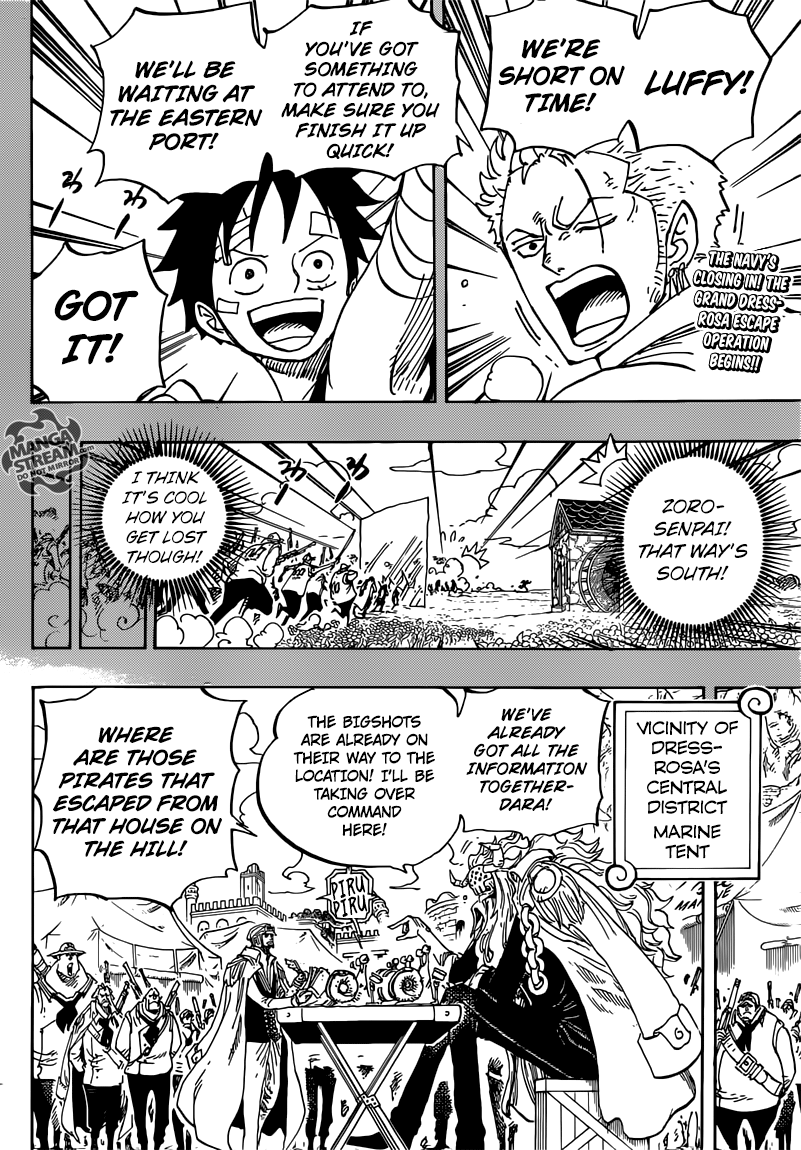 LUFFY!
WE'RE
SHORT ON
TIME!
IF
YOU'VE GOT
SOMETHING
TO ATTEND TO,
MAKE SURE YOU
FINISH IT UP
QUICK!
WE'LL BE
WAITING AT
THE EASTERN
PORT!
GOT
IT!
THE NAVY'S
CLOSING IN! THE
GRAND DRESS-
ROSA ESCAPE
OPERATION
BEGINS!!
MANGA
STREAM.com
DO NOT MIRROR
ZORO-
SENPAI!
THAT WAY'S
SOUTH!
I THINK
IT'S COOL
HOW YOU
GET LOST
THOUGH!
VICINITY OF
DRESS-
ROSA'S
CENTRAL
DISTRICT
MARINE
TENT
WE'VE
ALREADY
GOT ALL THE
INFORMATION
TOGETHER-
DARA!
THE BIGSHOTS
ARE ALREADY ON
THEIR WAY TO THE
LOCATION! I'LL BE
TAKING OVER
COMMAND
HERE!
WHERE
ARE THOSE
PIRATES THAT
ESCAPED FROM
THAT HOUSE ON
THE HILL!
PIRU
PIRU